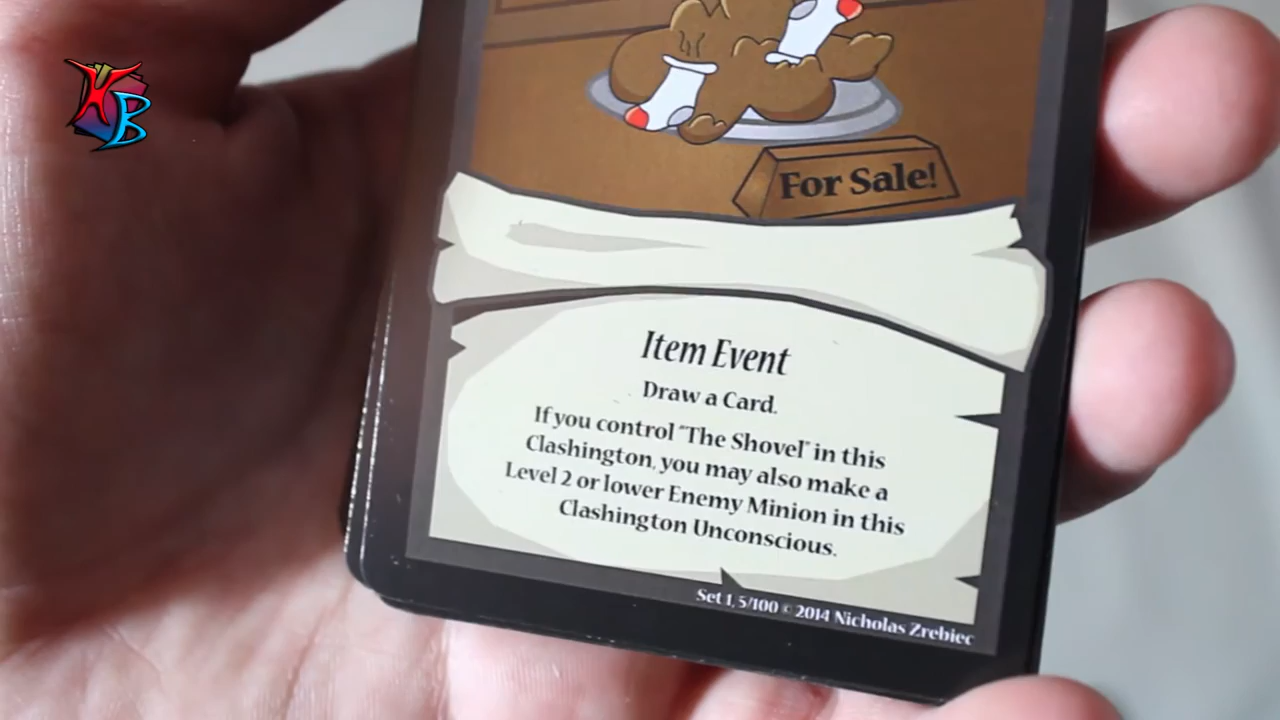 KB
For Sale!
Item Event
Draw a Card.
If you control "The Shovel" in this
Clashington, you may also make a
Level 2 or lower Enemy Minion in this
Clashington Unconscious.
Set 1, 5/100 © 2014 Nicholas Zrebiec